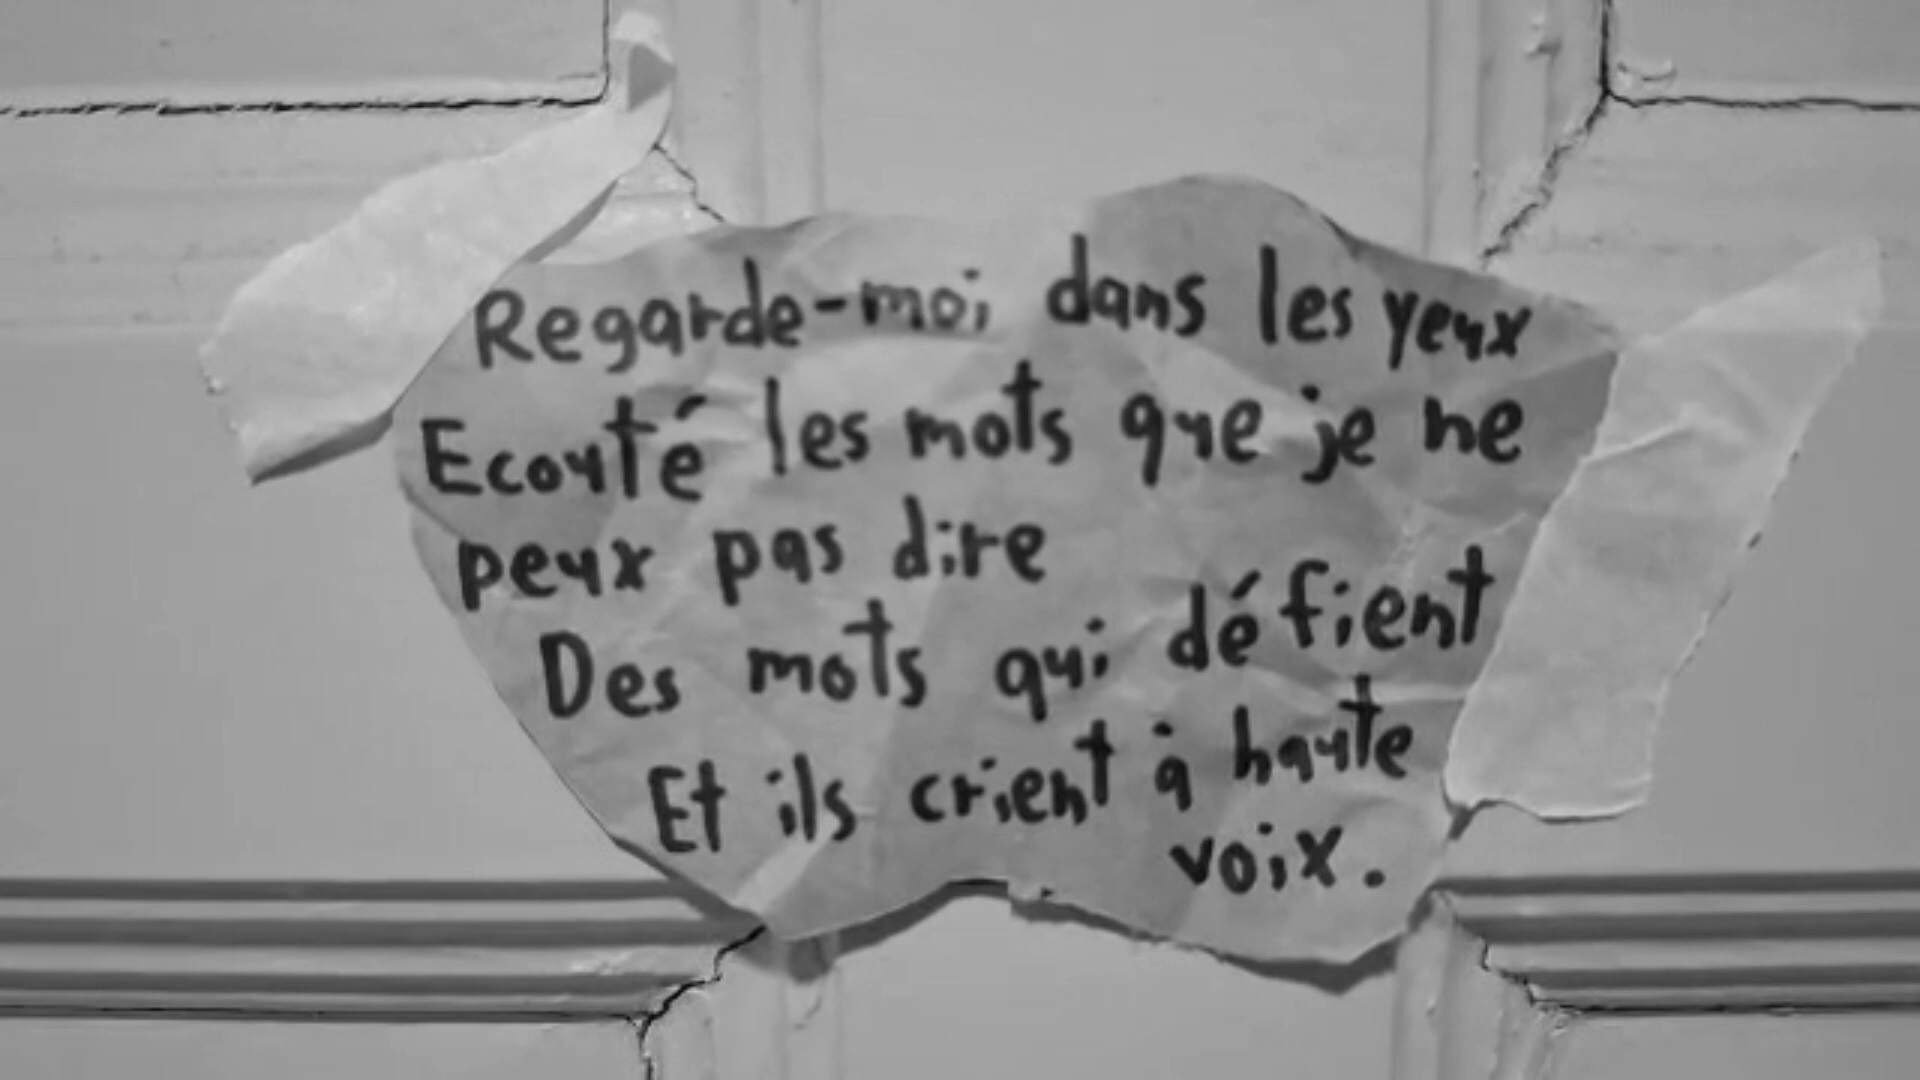 Regarde-moi dans les yeux
Ecouté les mots que je ne
peux pas dire
Des mots qui défient
Et ils crient à haute
voix.